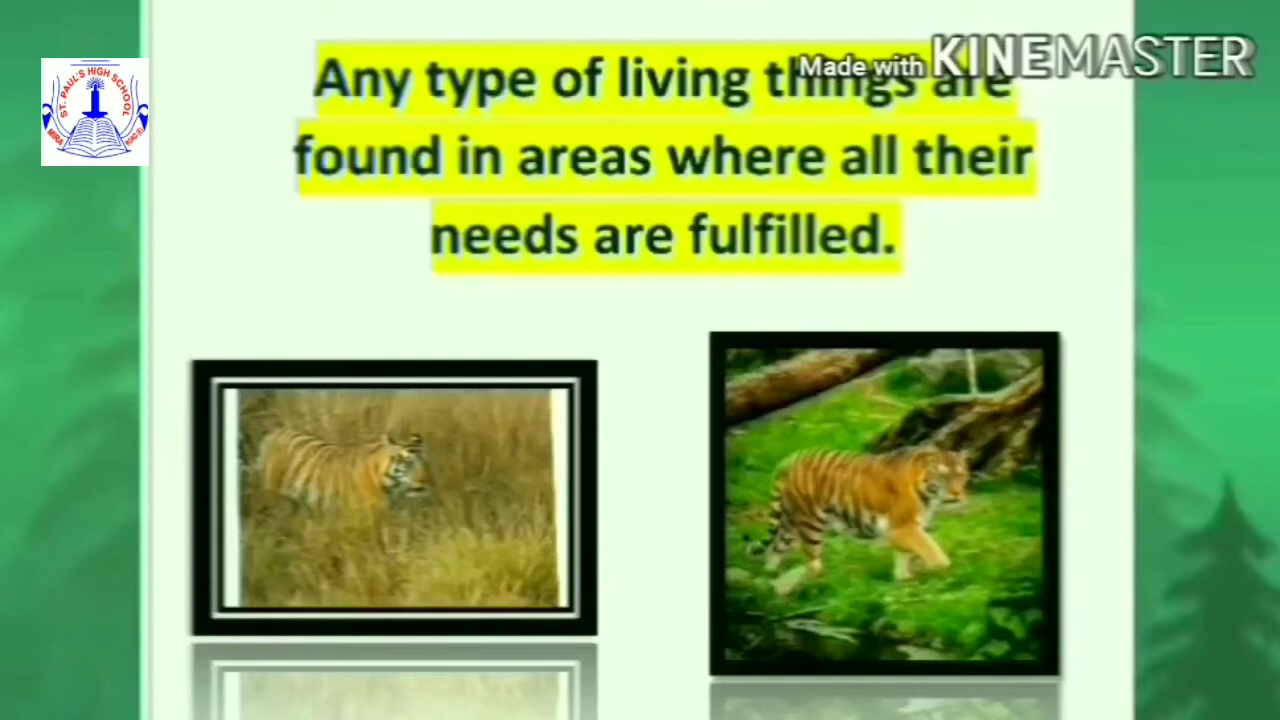 Any type of living things are
found in areas where all their
needs are fulfilled.
Made with KINEMASTER
ST. PAUL'S HIGH SCHOOL
MIRA